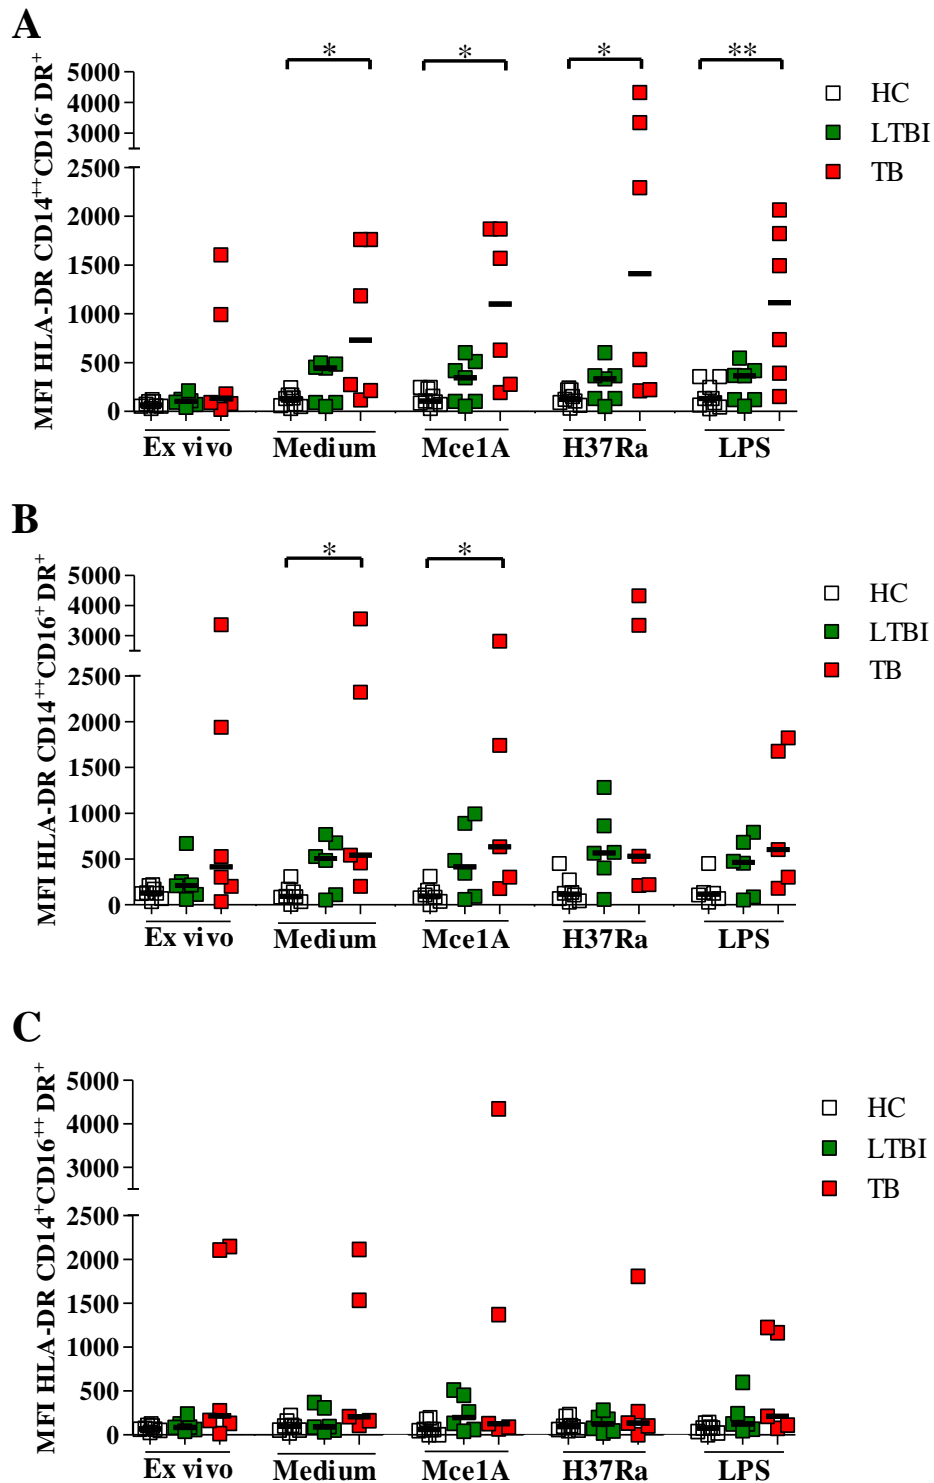 A
* * * **
MFI HLA-DR CD14⁺⁺CD16⁻ DR⁺
5000
4000
3000
2500
2000
1500
1000
500
0
HC
LTBI
TB
Ex vivo Medium Mce1A H37Ra LPS
B
* *
MFI HLA-DR CD14⁺⁺CD16⁺ DR⁺
5000
4000
3000
2500
2000
1500
1000
500
0
HC
LTBI
TB
Ex vivo Medium Mce1A H37Ra LPS
C
MFI HLA-DR CD14⁺CD16⁺⁺ DR⁺
5000
4000
3000
2500
2000
1500
1000
500
0
HC
LTBI
TB
Ex vivo Medium Mce1A H37Ra LPS